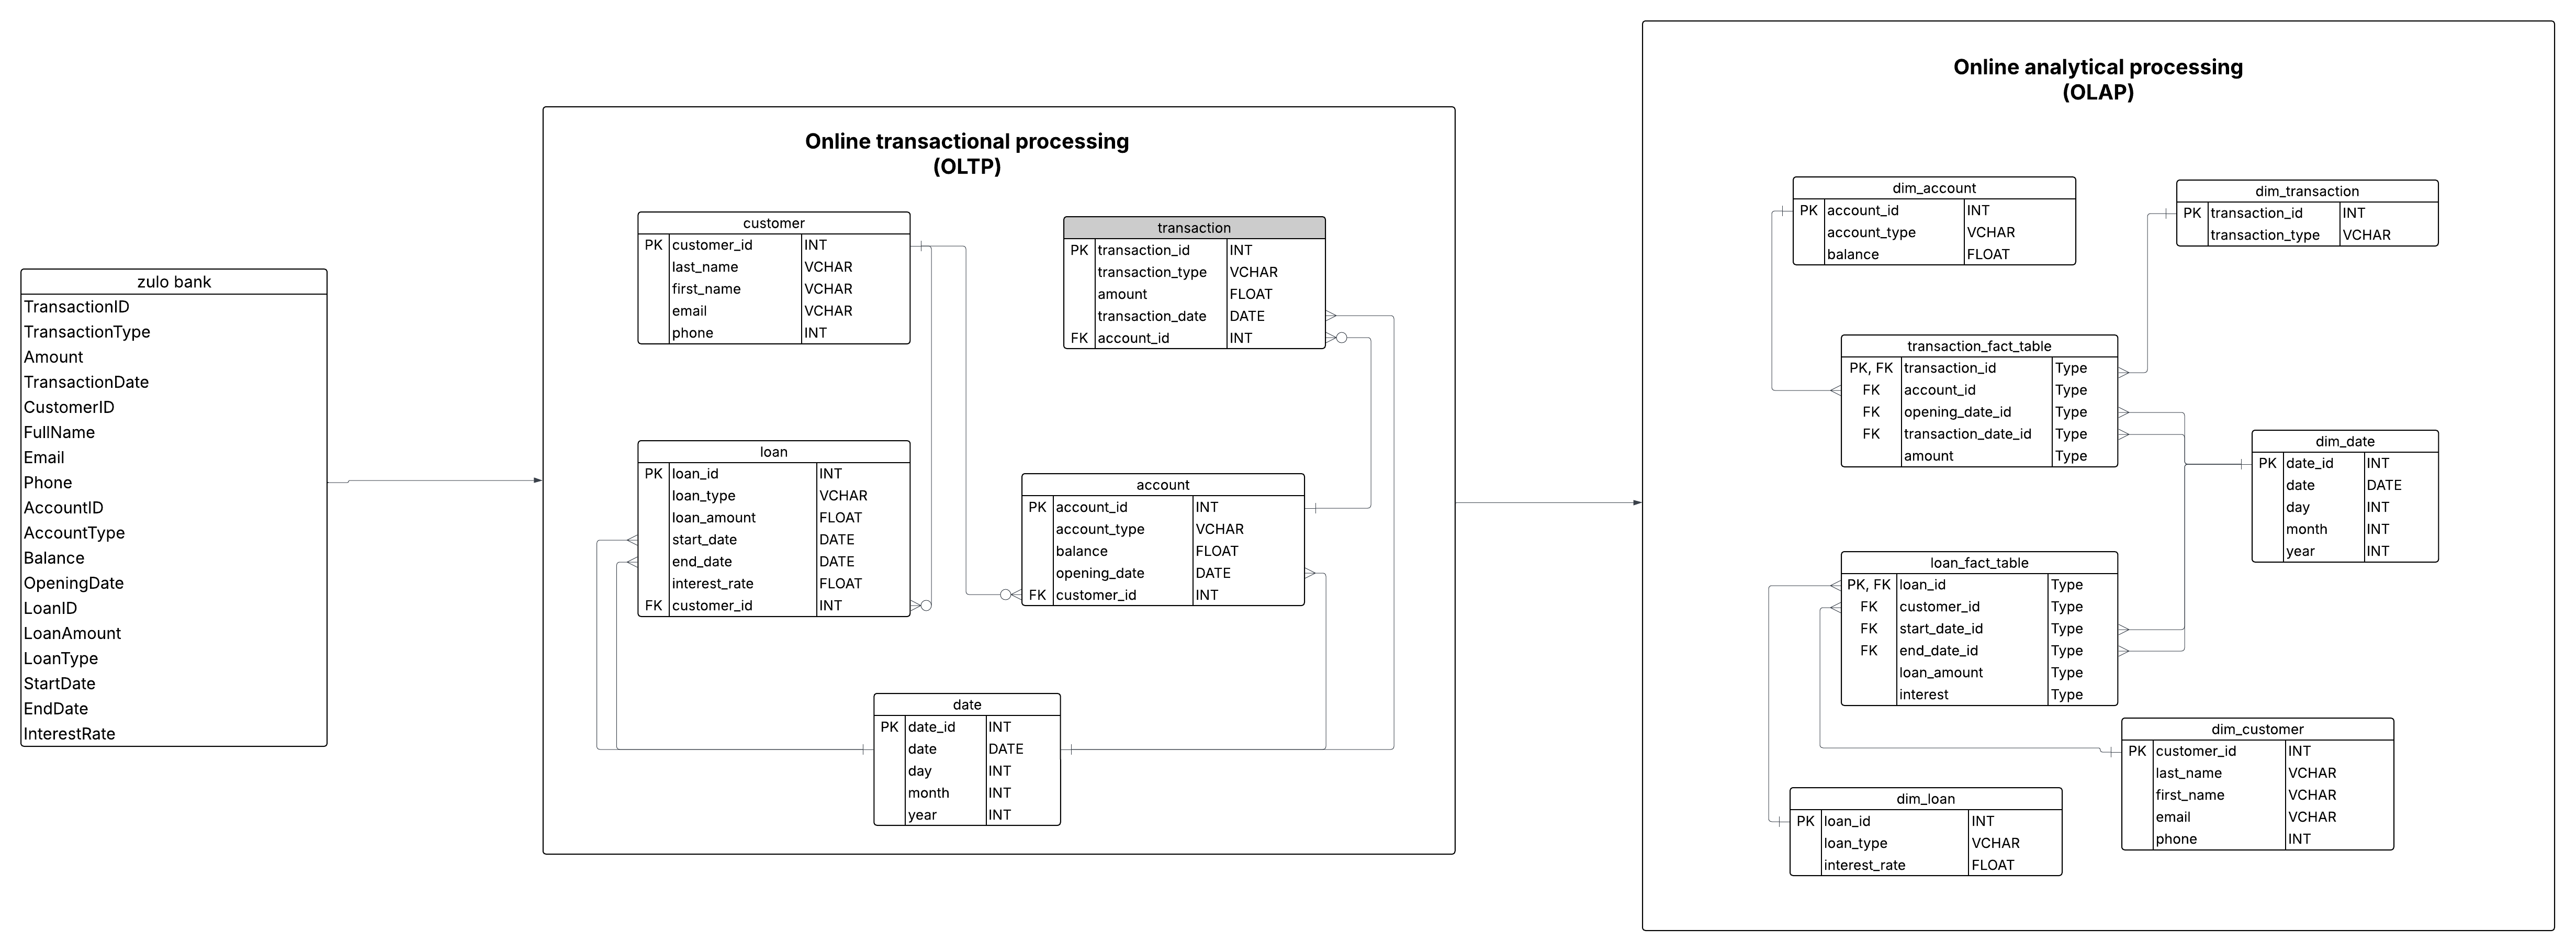 zulo bank
TransactionID
TransactionType
Amount
TransactionDate
CustomerID
FullName
Email
Phone
AccountID
AccountType
Balance
OpeningDate
LoanID
LoanAmount
LoanType
StartDate
EndDate
InterestRate
Online transactional processing
(OLTP)
customer
PK customer_id INT
last_name VCHAR
first_name VCHAR
email VCHAR
phone INT
transaction
PK transaction_id INT
transaction_type VCHAR
amount FLOAT
transaction_date DATE
FK account_id INT
loan
PK loan_id INT
loan_type VCHAR
loan_amount FLOAT
start_date DATE
end_date DATE
interest_rate FLOAT
FK customer_id INT
account
PK account_id INT
account_type VCHAR
balance FLOAT
opening_date DATE
FK customer_id INT
date
PK date_id INT
date DATE
day INT
month INT
year INT
Online analytical processing
(OLAP)
dim_account
PK account_id INT
account_type VCHAR
balance FLOAT
dim_transaction
PK transaction_id INT
transaction_type VCHAR
transaction_fact_table
PK, FK transaction_id Type
FK account_id Type
FK opening_date_id Type
FK transaction_date_id Type
amount Type
dim_date
PK date_id INT
date DATE
day INT
month INT
year INT
loan_fact_table
PK, FK loan_id Type
FK customer_id Type
FK start_date_id Type
FK end_date_id Type
loan_amount Type
interest Type
dim_customer
PK customer_id INT
last_name VCHAR
first_name VCHAR
email VCHAR
phone INT
dim_loan
PK loan_id INT
loan_type VCHAR
interest_rate FLOAT